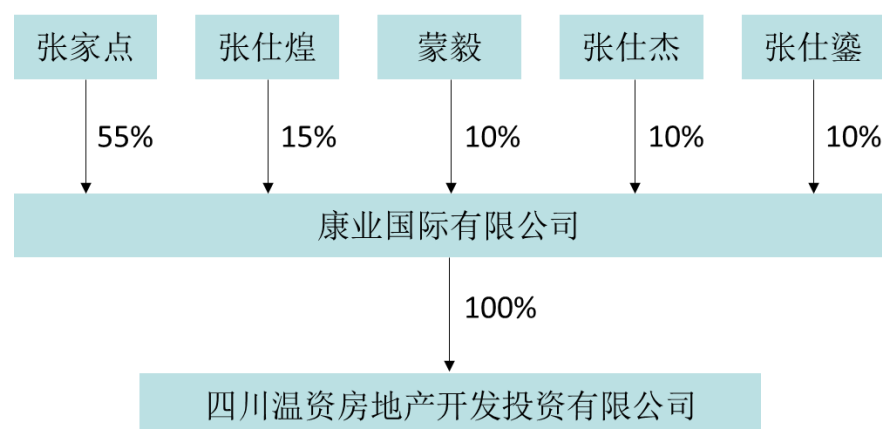 张家点 张仕煌 蒙毅 张仕杰 张仕鎏
55% 15% 10% 10% 10%
康业国际有限公司
100%
四川温资房地产开发投资有限公司